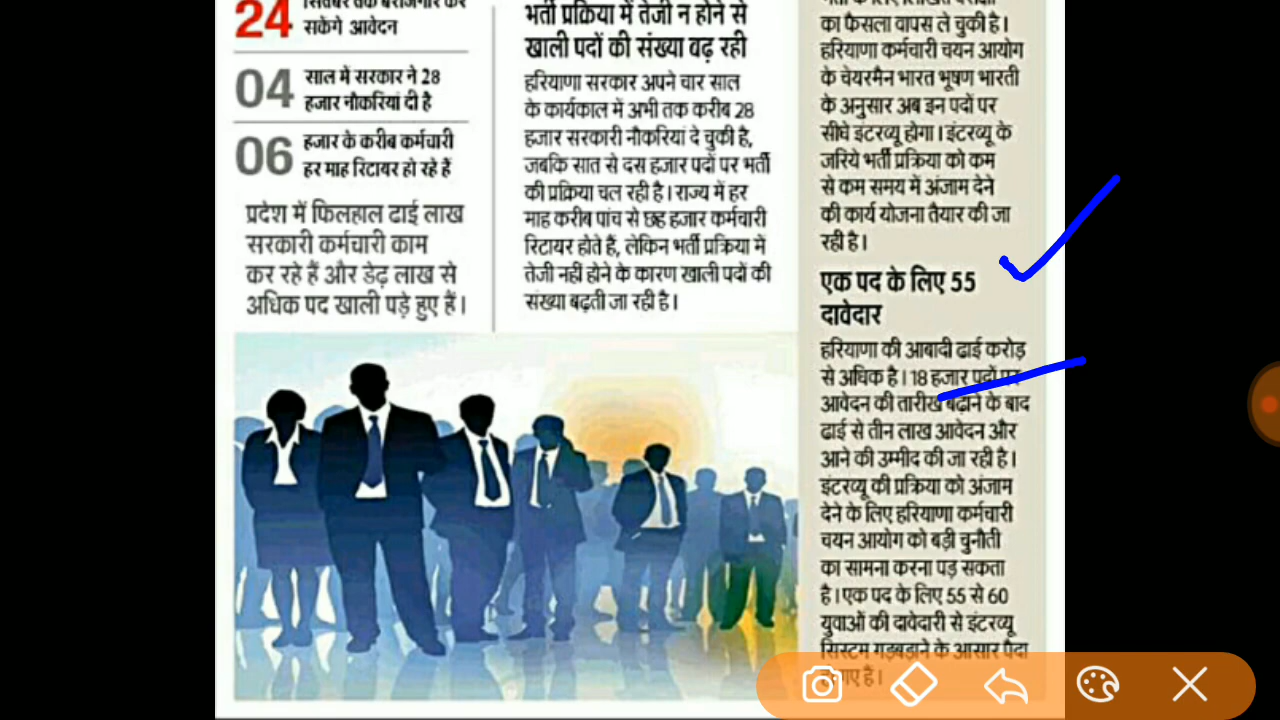 24
सितंबर तक बेरोजगार कर
सकेंगे आवेदन
04
साल में सरकार ने 28
हजार नौकरियां दी है
06
हजार के करीब कर्मचारी
हर माह रिटायर हो रहे हैं
प्रदेश में फिलहाल ढाई लाख
सरकारी कर्मचारी काम
कर रहे हैं और डेढ़ लाख से
अधिक पद खाली पड़े हुए हैं।
भर्ती प्रक्रिया में तेजी न होने से
खाली पदों की संख्या बढ़ रही
हरियाणा सरकार अपने चार साल
के कार्यकाल में अभी तक करीब 28
हजार सरकारी नौकरियां दे चुकी है,
जबकि सात से दस हजार पदों पर भर्ती
की प्रक्रिया चल रही है। राज्य में हर
माह करीब पांच से छह हजार कर्मचारी
रिटायर होते हैं, लेकिन भर्ती प्रक्रिया में
तेजी नहीं होने के कारण खाली पदों की
संख्या बढ़ती जा रही है।
का फैसला वापस ले चुकी है।
हरियाणा कर्मचारी चयन आयोग
के चेयरमैन भारत भूषण भारती
के अनुसार अब इन पदों पर
सीधे इंटरव्यू होगा। इंटरव्यू के
जरिये भर्ती प्रक्रिया को कम
से कम समय में अंजाम देने
की कार्य योजना तैयार की जा
रही है।
एक पद के लिए 55
दावेदार
हरियाणा की आबादी ढाई करोड़
से अधिक है। 18 हजार पदों पर
आवेदन की तारीख बढ़ाने के बाद
ढाई से तीन लाख आवेदन और
आने की उम्मीद की जा रही है।
इंटरव्यू की प्रक्रिया को अंजाम
देने के लिए हरियाणा कर्मचारी
चयन आयोग को बड़ी चुनौती
का सामना करना पड़ सकता
है। एक पद के लिए 55 से 60
युवाओं की दावेदारी से इंटरव्यू
सिस्टम गड़बड़ाने के आसार पैदा
गए हैं।